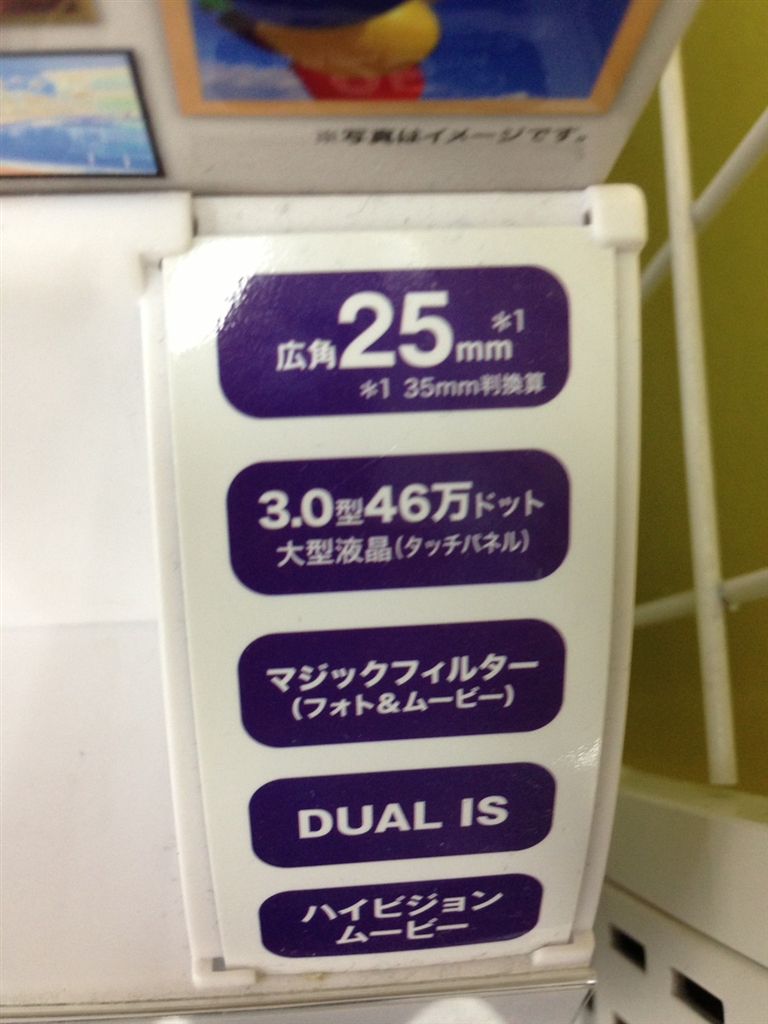 ※写真はイメージです。
広角25mm※1
※1 35mm判換算
3.0型46万ドット
大型液晶(タッチパネル)
マジックフィルター
(フォト&ムービー)
DUAL IS
ハイビジョン
ムービー